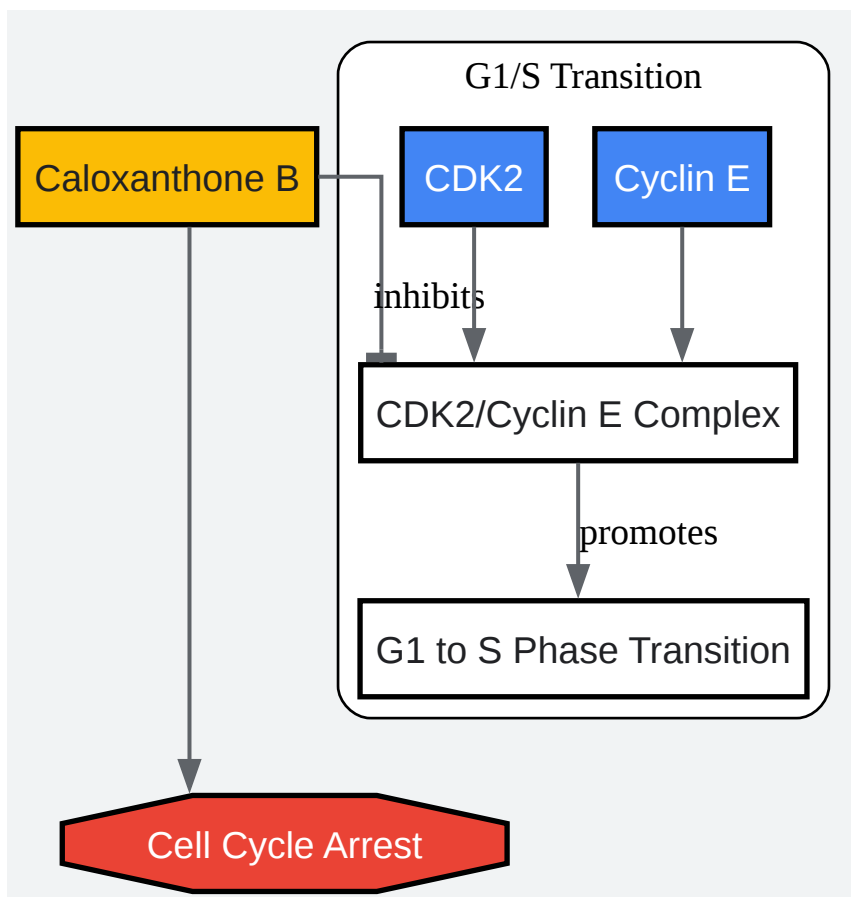 G1/S Transition
Caloxanthone B
CDK2
Cyclin E
inhibits
CDK2/Cyclin E Complex
promotes
G1 to S Phase Transition
Cell Cycle Arrest